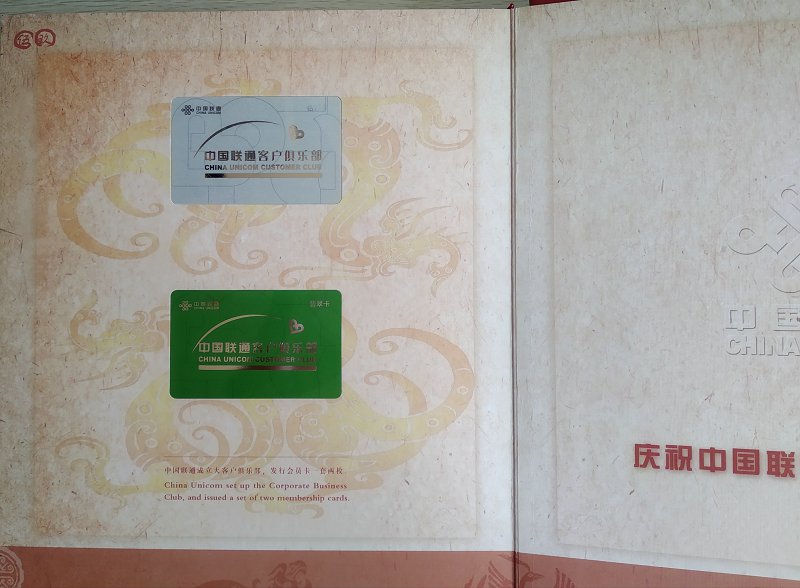 中国联通
CHINA UNICOM
中国联通客户俱乐部
CHINA UNICOM CUSTOMER CLUB
中国联通
CHINA UNICOM
翡翠卡
中国联通客户俱乐部
CHINA UNICOM CUSTOMER CLUB
中国联通成立大客户俱乐部，发行会员卡一套两枚。
China Unicom set up the Corporate Business
Club, and issued a set of two membership cards.
中国
CHINA
庆祝中国联